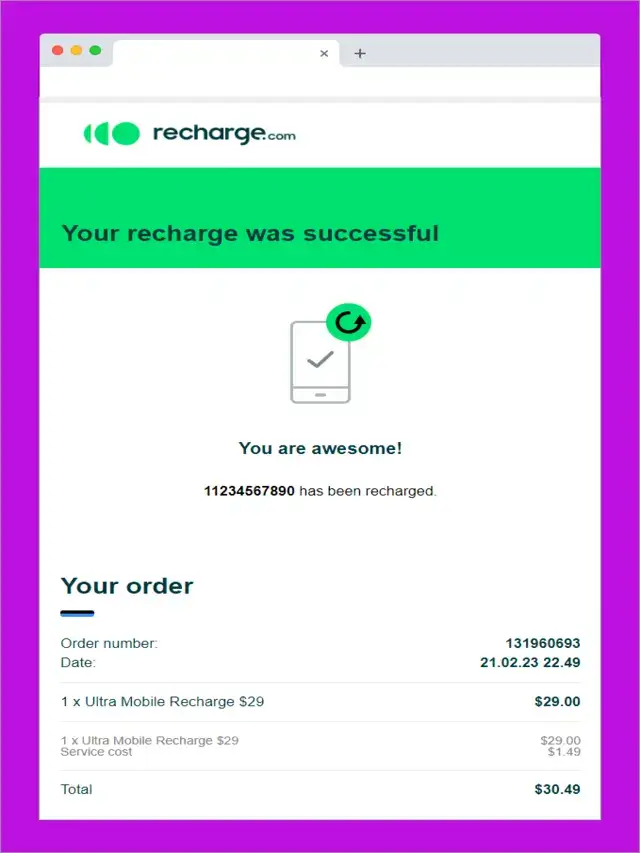 recharge.com
Your recharge was successful
You are awesome!
11234567890 has been recharged.
Your order
Order number: 131960693
Date: 21.02.23 22.49
1 x Ultra Mobile Recharge $29 $29.00
1 x Ultra Mobile Recharge $29 $29.00
Service cost $1.49
Total $30.49